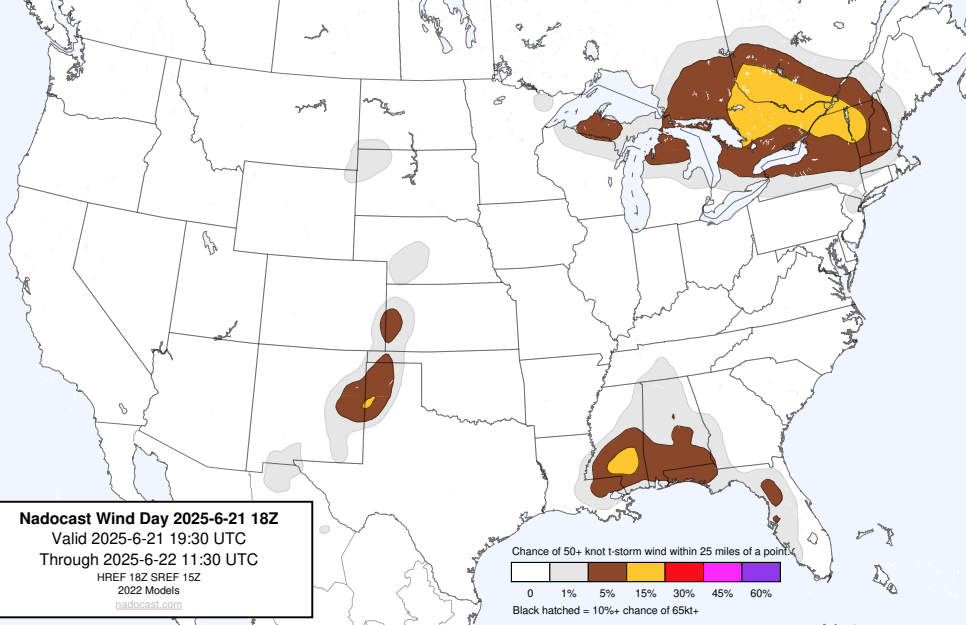 Nadocast Wind Day 2025-6-21 18Z
Valid 2025-6-21 19:30 UTC
Through 2025-6-22 11:30 UTC
HREF 18Z SREF 15Z
2022 Models
nadocast.com
Chance of 50+ knot t-storm wind within 25 miles of a point.
0 1% 5% 15% 30% 45% 60%
Black hatched = 10%+ chance of 65kt+